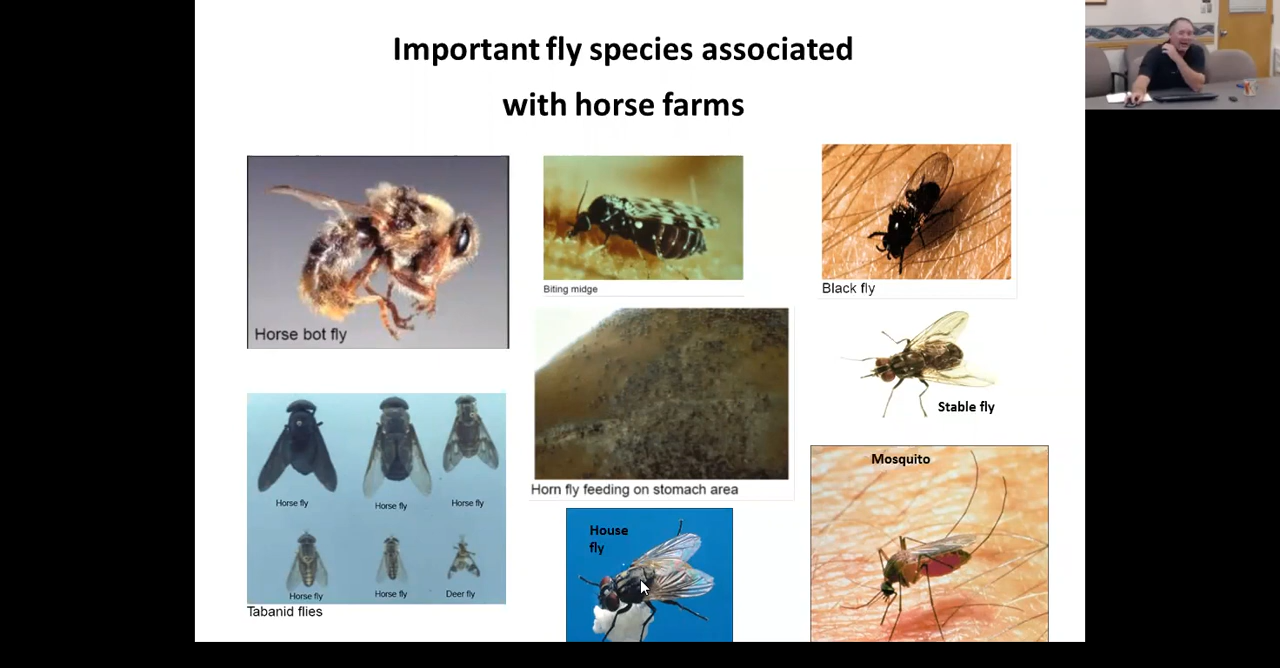 Important fly species associated
with horse farms
Horse bot fly
Biting midge
Black fly
Stable fly
Horn fly feeding on stomach area
Mosquito
House
fly
Horse fly
Horse fly
Horse fly
Horse fly
Horse fly
Deer fly
Tabanid flies